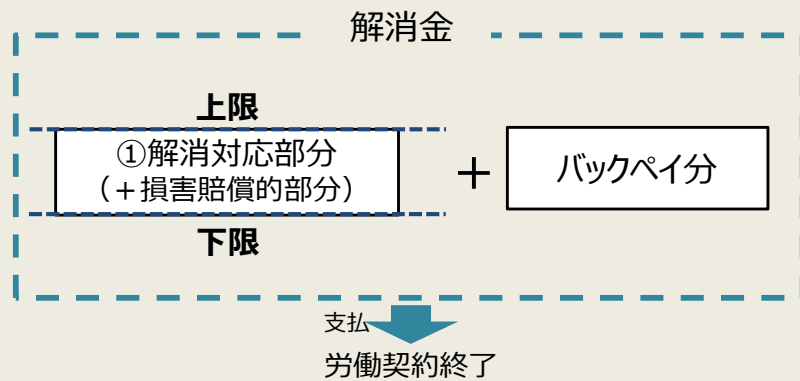 解消金
上限
①解消対応部分
（＋損害賠償的部分）
＋
バックペイ分
下限
支払
労働契約終了